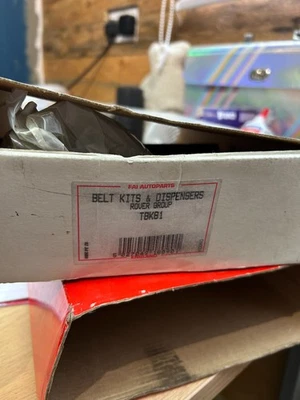 FAI AUTOPARTS
BELT KITS & DISPENSERS
ROVER GROUP
TBK81